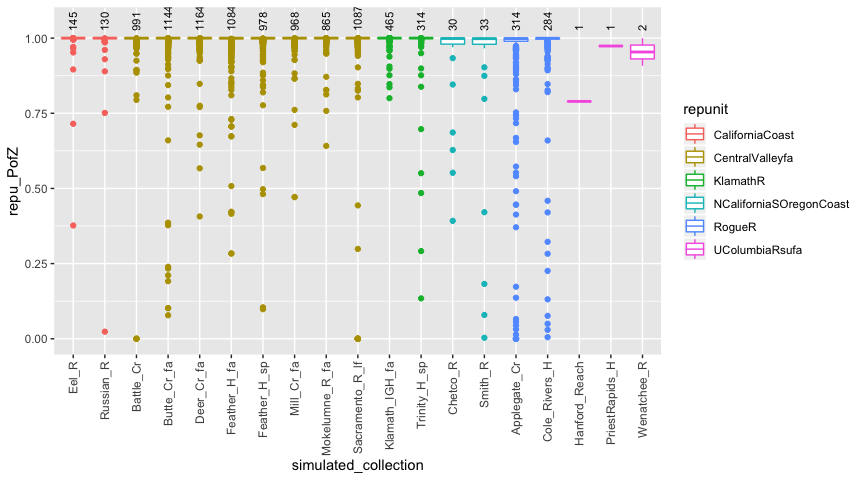 145 130 991 1144 1164 1084 978 968 865 1087 465 314 30 33 314 284 1 1 2
1.00
0.75
0.50
0.25
0.00
repu_PofZ
Eel_R Russian_R Battle_Cr Butte_Cr_fa Deer_Cr_fa Feather_H_fa Feather_H_sp Mill_Cr_fa Mokelumne_R_fa Sacramento_R_lf Klamath_IGH_fa Trinity_H_sp Chetco_R Smith_R Applegate_Cr Cole_Rivers_H Hanford_Reach PriestRapids_H Wenatchee_R
simulated_collection
repunit
CaliforniaCoast
CentralValleyfa
KlamathR
NCaliforniaSOregonCoast
RogueR
UColumbiaRsufa